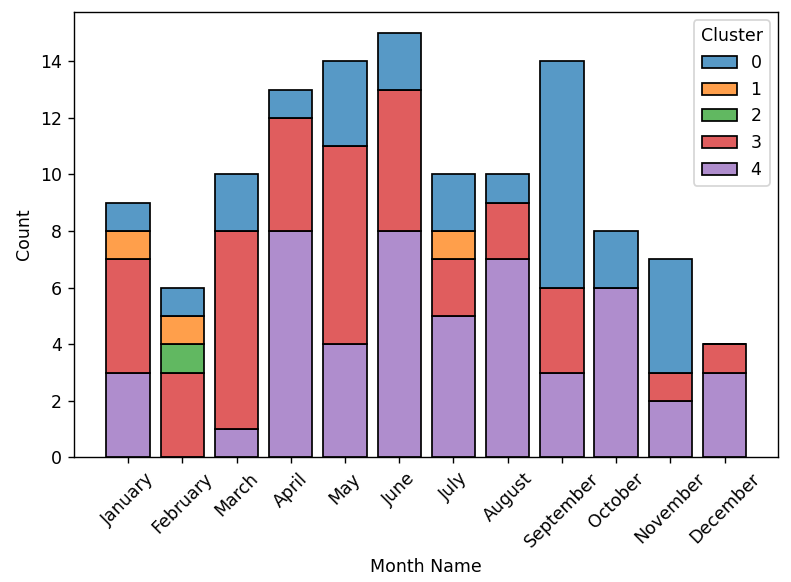 Cluster
0
1
2
3
4
14
12
10
8
6
4
2
0
Count
January
February
March
April
May
June
July
August
September
October
November
December
Month Name